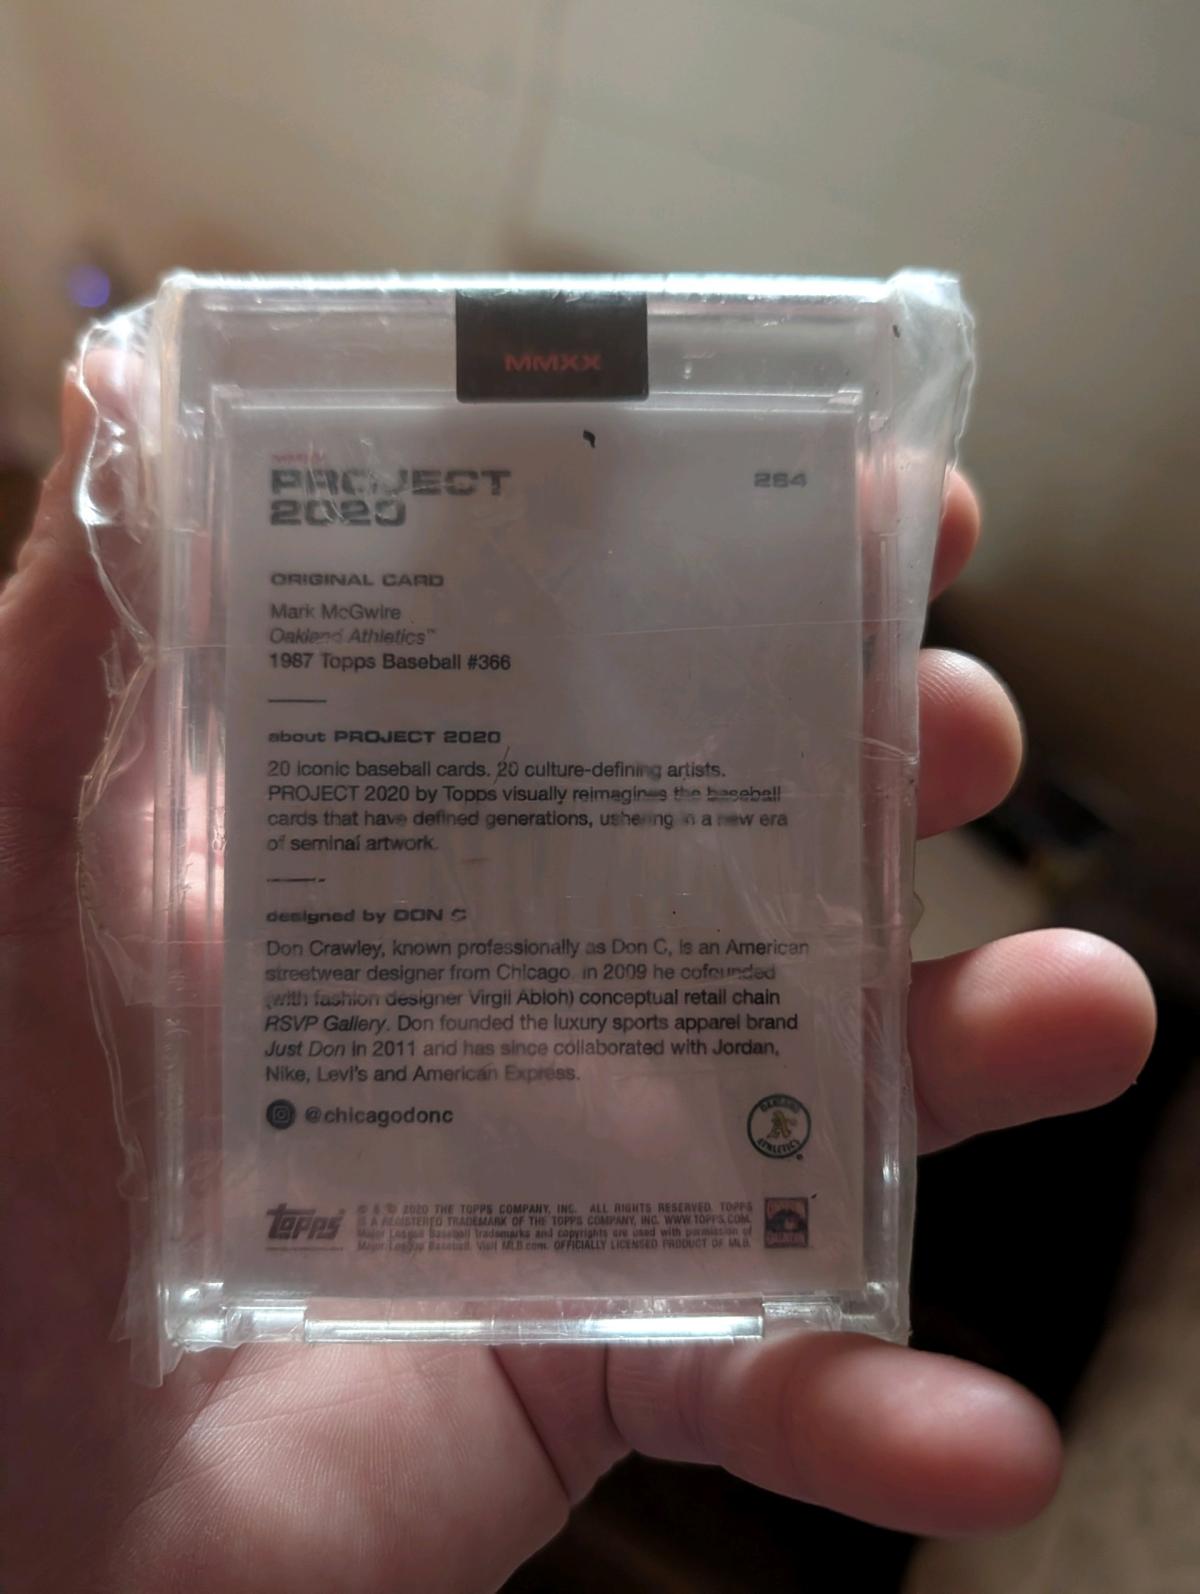 MMXX
PROJECT
2020
264
ORIGINAL CARD
Mark McGwire
Oakland Athletics™
1987 Topps Baseball #366
about PROJECT 2020
20 iconic baseball cards. 20 culture-defining artists.
PROJECT 2020 by Topps visually reimagines the baseball
cards that have defined generations, ushering in a new era
of seminal artwork.
designed by DON C
Don Crawley, known professionally as Don C, is an American
streetwear designer from Chicago. in 2009 he cofounded
(with fashion designer Virgil Abloh) conceptual retail chain
RSVP Gallery. Don founded the luxury sports apparel brand
Just Don in 2011 and has since collaborated with Jordan,
Nike, Levi's and American Express.
@chicagodonc
ATHLETICS
topps
2020 THE TOPPS COMPANY, INC. ALL RIGHTS RESERVED. TOPPS
IS A REGISTERED TRADEMARK OF THE TOPPS COMPANY, INC. WWW.TOPPS.COM.
Major League Baseball trademarks and copyrights are used with permission of
Major League Baseball. Visit MLB.com. OFFICIALLY LICENSED PRODUCT OF MLB.